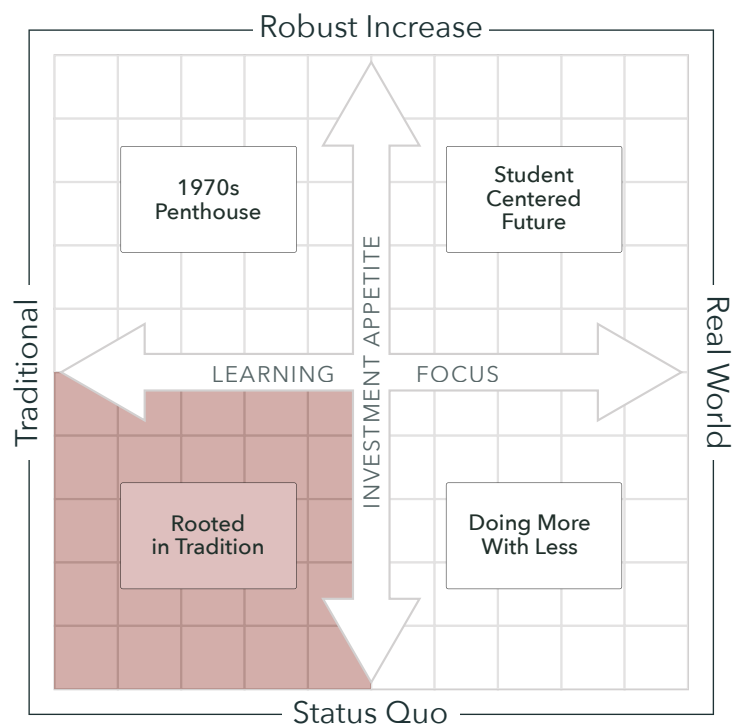 Robust Increase
1970s
Penthouse
Student
Centered
Future
Traditional
LEARNING FOCUS
INVESTMENT APPETITE
Real World
Rooted
in Tradition
Doing More
With Less
Status Quo